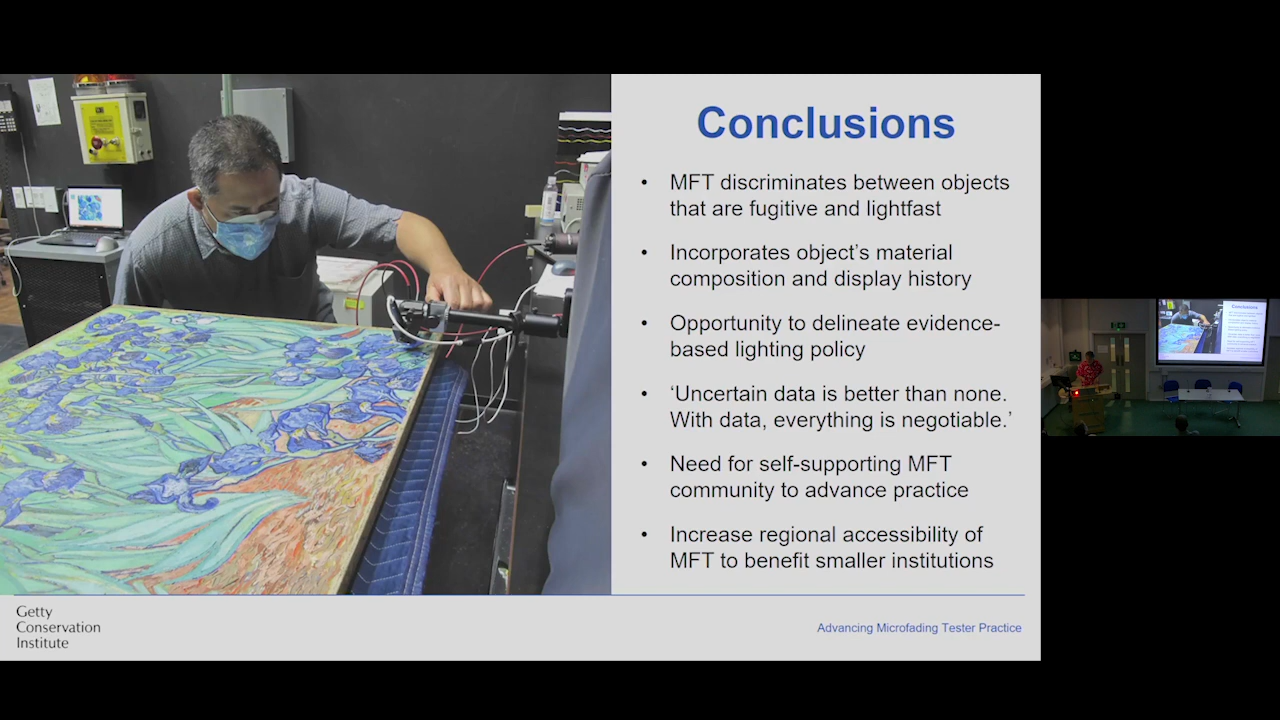 Conclusions
• MFT discriminates between objects
that are fugitive and lightfast
• Incorporates object's material
composition and display history
• Opportunity to delineate evidence-
based lighting policy
• ‘Uncertain data is better than none.
With data, everything is negotiable.’
• Need for self-supporting MFT
community to advance practice
• Increase regional accessibility of
MFT to benefit smaller institutions
Getty
Conservation
Institute
Advancing Microfading Tester Practice
Conclusions